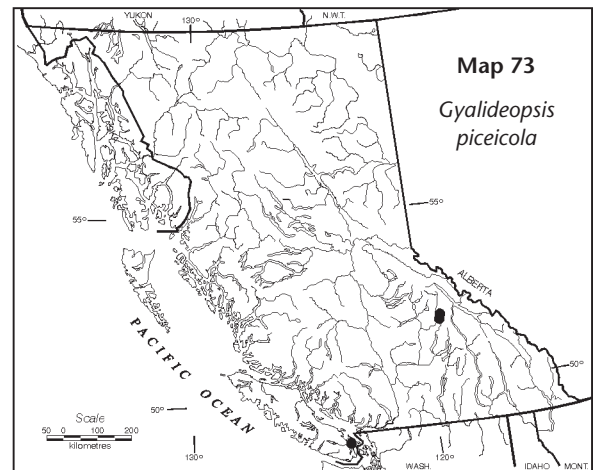 YUKON
N.W.T.
130°
Map 73
Gyalideopsis
piceicola
55°
55°
ALBERTA
PACIFIC OCEAN
50°
50°
Scale
50 0 100 200
kilometres
130°
120°
WASH.
IDAHO
MONT.